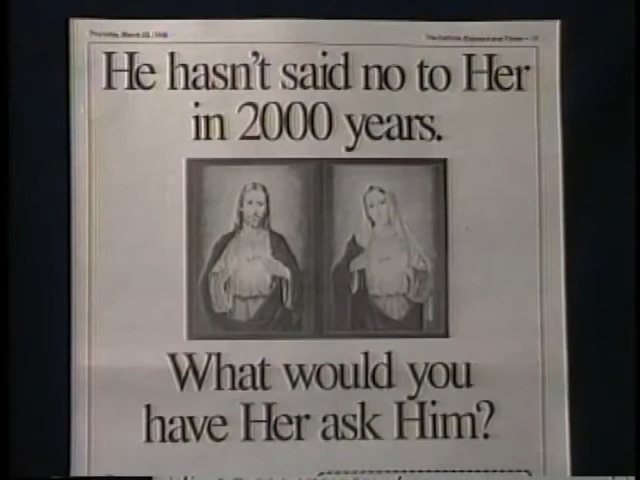 He hasn't said no to Her
in 2000 years.
What would you
have Her ask Him?